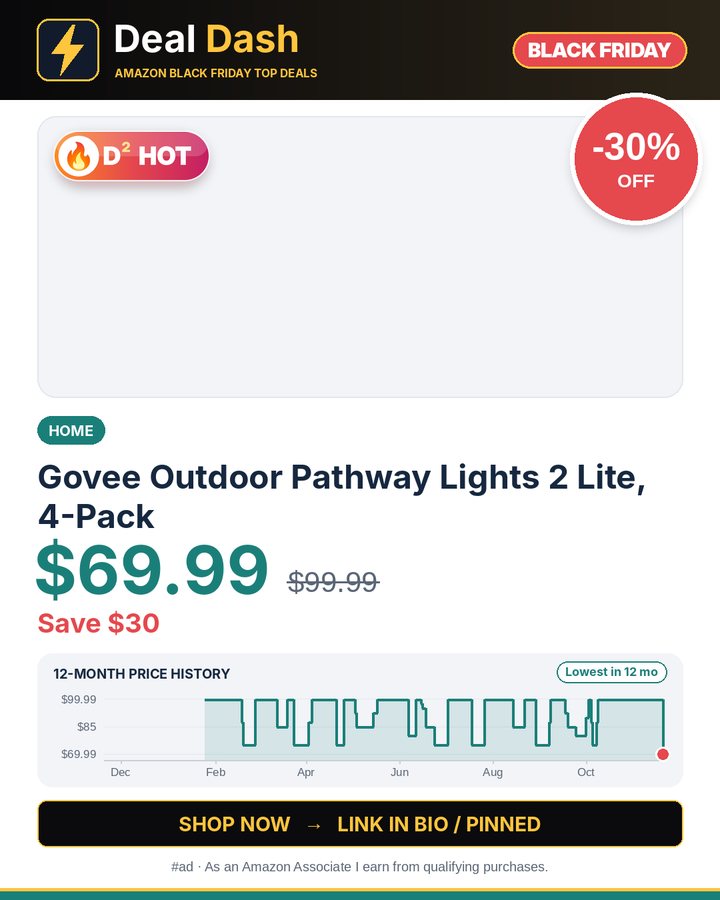 Deal Dash
AMAZON BLACK FRIDAY TOP DEALS
BLACK FRIDAY
D² HOT
-30%
OFF
HOME
Govee Outdoor Pathway Lights 2 Lite,
4-Pack
$69.99 $99.99
Save $30
12-MONTH PRICE HISTORY
Lowest in 12 mo
$99.99
$85
$69.99
Dec Feb Apr Jun Aug Oct
SHOP NOW → LINK IN BIO / PINNED
#ad · As an Amazon Associate I earn from qualifying purchases.